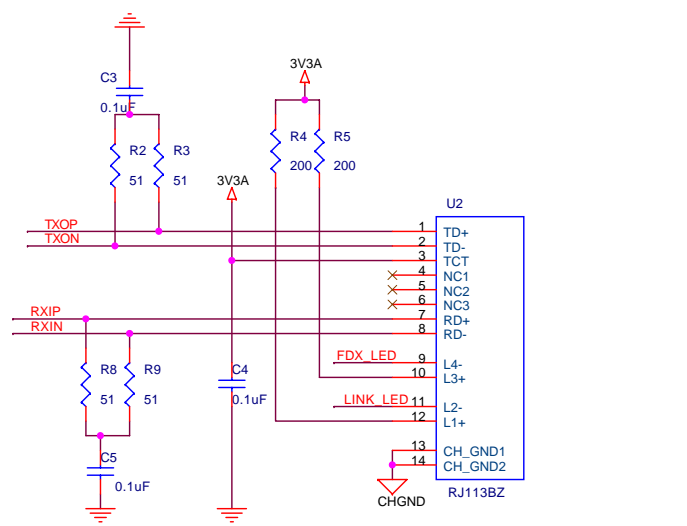 3V3A
C3
0.1uF
R4
R5
200
200
R2
R3
51
51
3V3A
U2
TXOP
1
TD+
TXON
2
TD-
3
TCT
4
NC1
5
NC2
6
NC3
RXIP
7
RD+
RXIN
8
RD-
FDX_LED
9
L4-
10
L3+
R8
R9
C4
51
51
0.1uF
LINK_LED
11
L2-
12
L1+
13
CH_GND1
14
CH_GND2
C5
0.1uF
CHGND
RJ113BZ